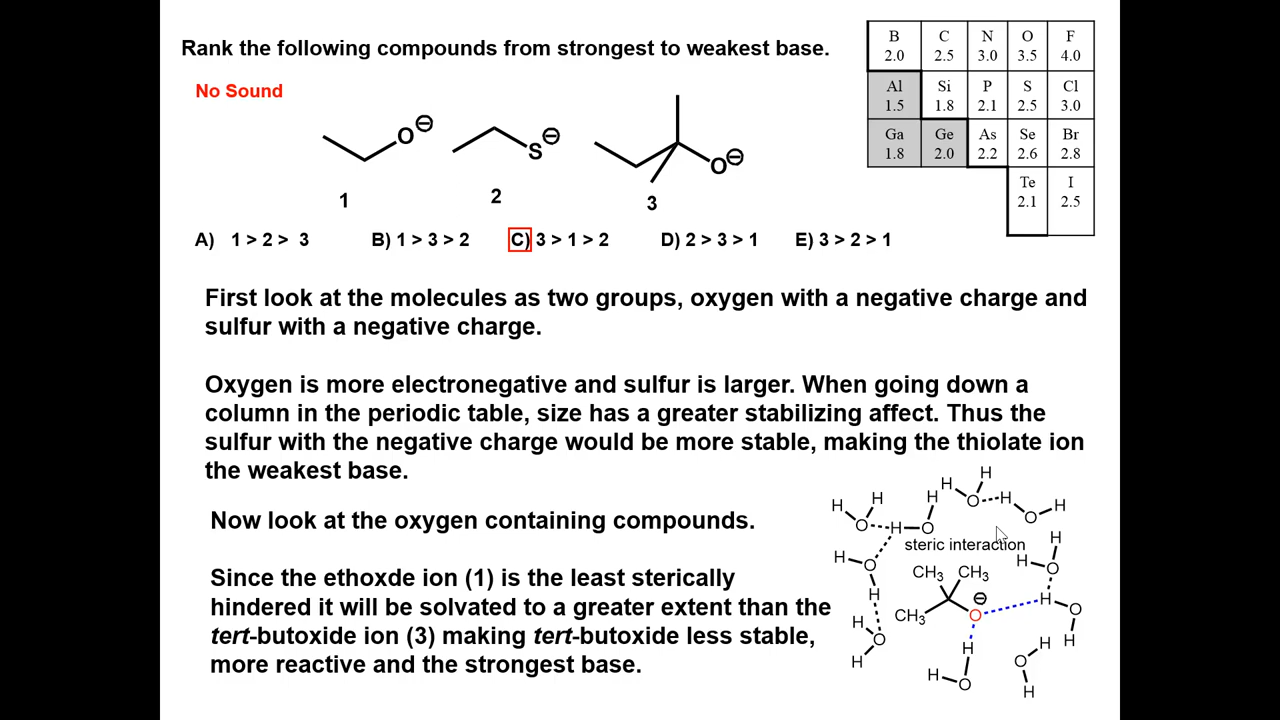 Rank the following compounds from strongest to weakest base.
No Sound
O ⊖
S ⊖
O ⊖
1
2
3
B C N O F
2.0 2.5 3.0 3.5 4.0
Al Si P S Cl
1.5 1.8 2.1 2.5 3.0
Ga Ge As Se Br
1.8 2.0 2.2 2.6 2.8
Te I
2.1 2.5
A) 1 > 2 > 3 B) 1 > 3 > 2 C) 3 > 1 > 2 D) 2 > 3 > 1 E) 3 > 2 > 1
First look at the molecules as two groups, oxygen with a negative charge and
sulfur with a negative charge.
Oxygen is more electronegative and sulfur is larger. When going down a
column in the periodic table, size has a greater stabilizing affect. Thus the
sulfur with the negative charge would be more stable, making the thiolate ion
the weakest base.
Now look at the oxygen containing compounds.
Since the ethoxde ion (1) is the least sterically
hindered it will be solvated to a greater extent than the
tert-butoxide ion (3) making tert-butoxide less stable,
more reactive and the strongest base.
H
H H
H H O H H
O H O O
steric interaction
H
H O H O
CH3 CH3
H ⊖ H O
CH3 O
H O H H
H H
H O O
H